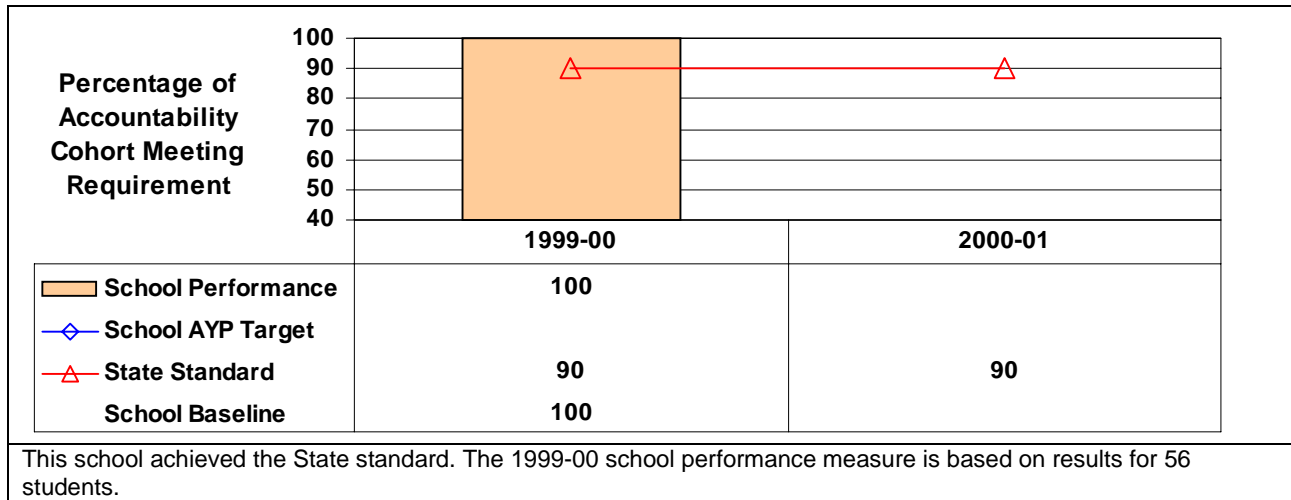 Percentage of
Accountability
Cohort Meeting
Requirement
100
90
80
70
60
50
40
1999-00 2000-01
School Performance 100
School AYP Target
State Standard 90 90
School Baseline 100
This school achieved the State standard. The 1999-00 school performance measure is based on results for 56
students.